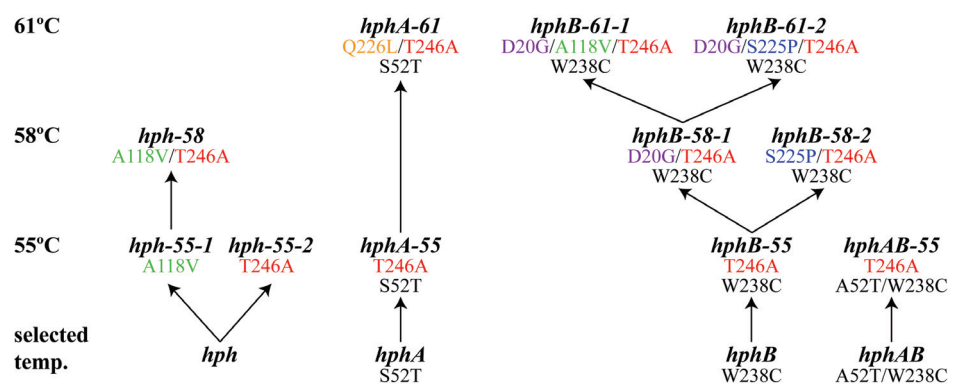 61ºC
hphA-61
hphB-61-1
hphB-61-2
Q226L/T246A
D20G/A118V/T246A
D20G/S225P/T246A
S52T
W238C
W238C
58ºC
hph-58
hphB-58-1
hphB-58-2
A118V/T246A
D20G/T246A
S225P/T246A
W238C
W238C
55ºC
hph-55-1
hph-55-2
hphA-55
hphB-55
hphAB-55
A118V
T246A
T246A
T246A
T246A
S52T
W238C
A52T/W238C
selected
temp.
hph
hphA
hphB
hphAB
S52T
W238C
A52T/W238C